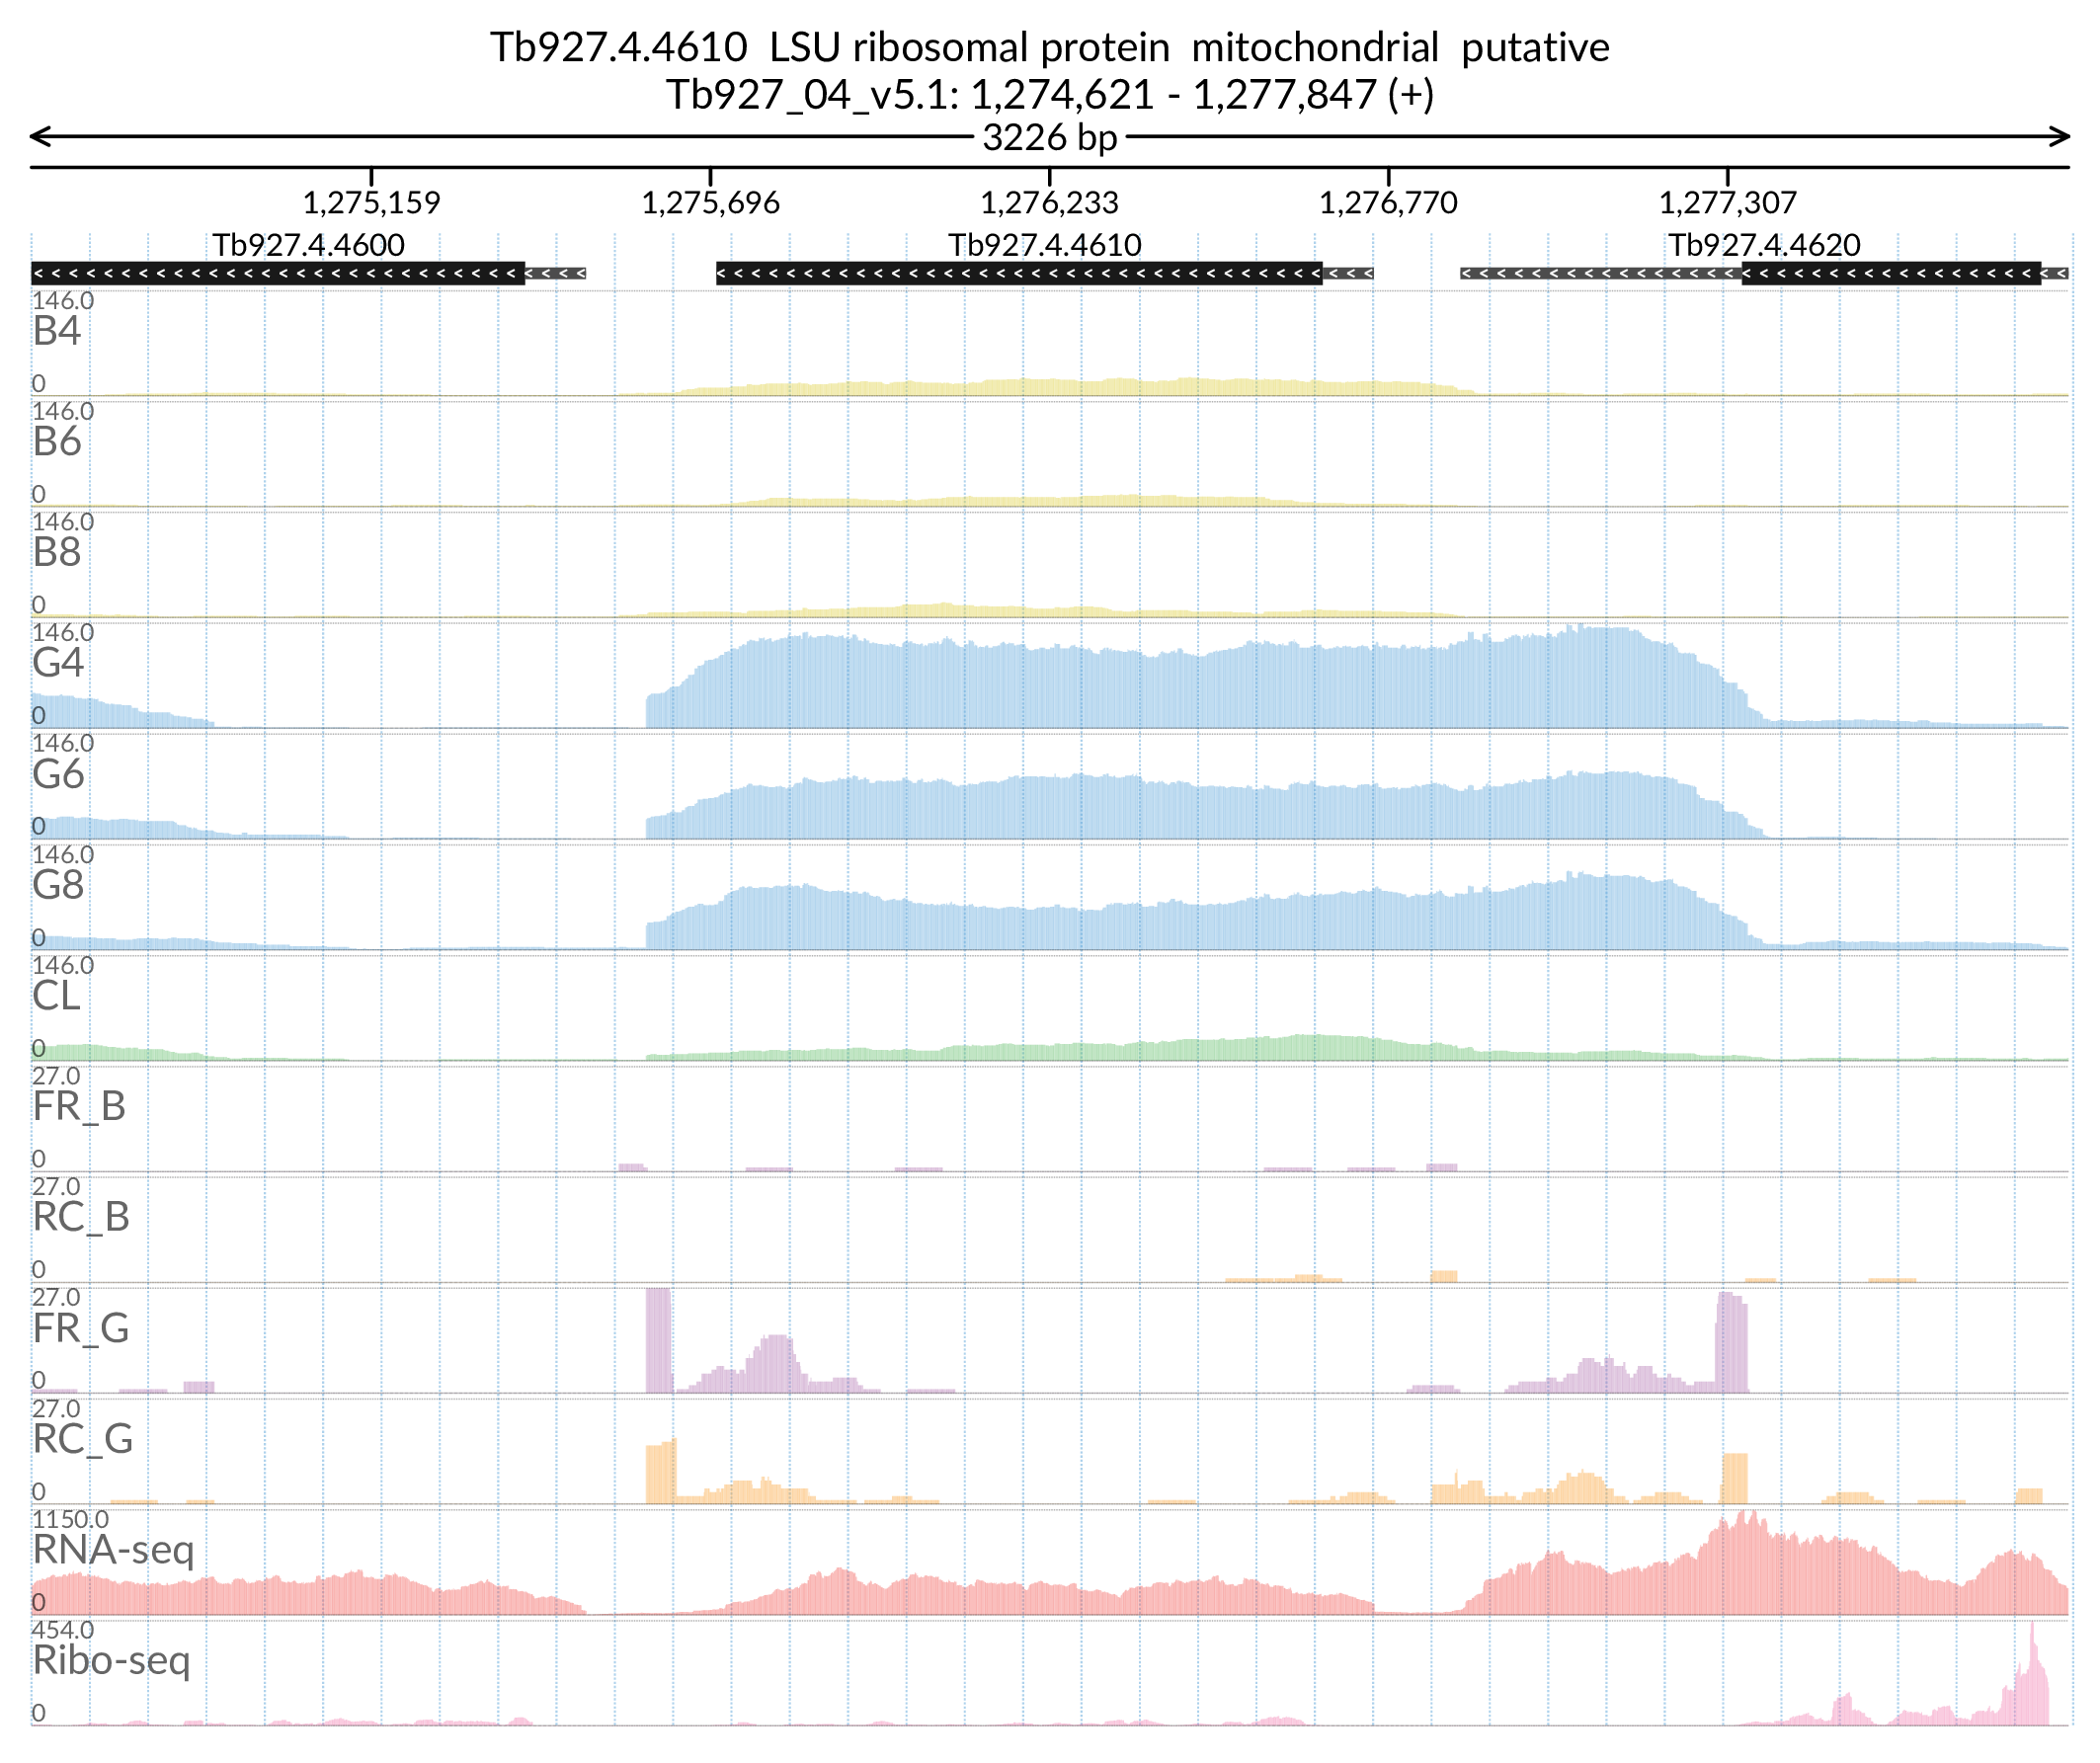 Tb927.4.4610  LSU ribosomal protein  mitochondrial  putative
Tb927_04_v5.1: 1,274,621 - 1,277,847 (+)
3226 bp
1,275,159 1,275,696 1,276,233 1,276,770 1,277,307
Tb927.4.4600 Tb927.4.4610 Tb927.4.4620
146.0
B4
0
146.0
B6
0
146.0
B8
0
146.0
G4
0
146.0
G6
0
146.0
G8
0
146.0
CL
0
27.0
FR_B
0
27.0
RC_B
0
27.0
FR_G
0
27.0
RC_G
0
1150.0
RNA-seq
0
454.0
Ribo-seq
0